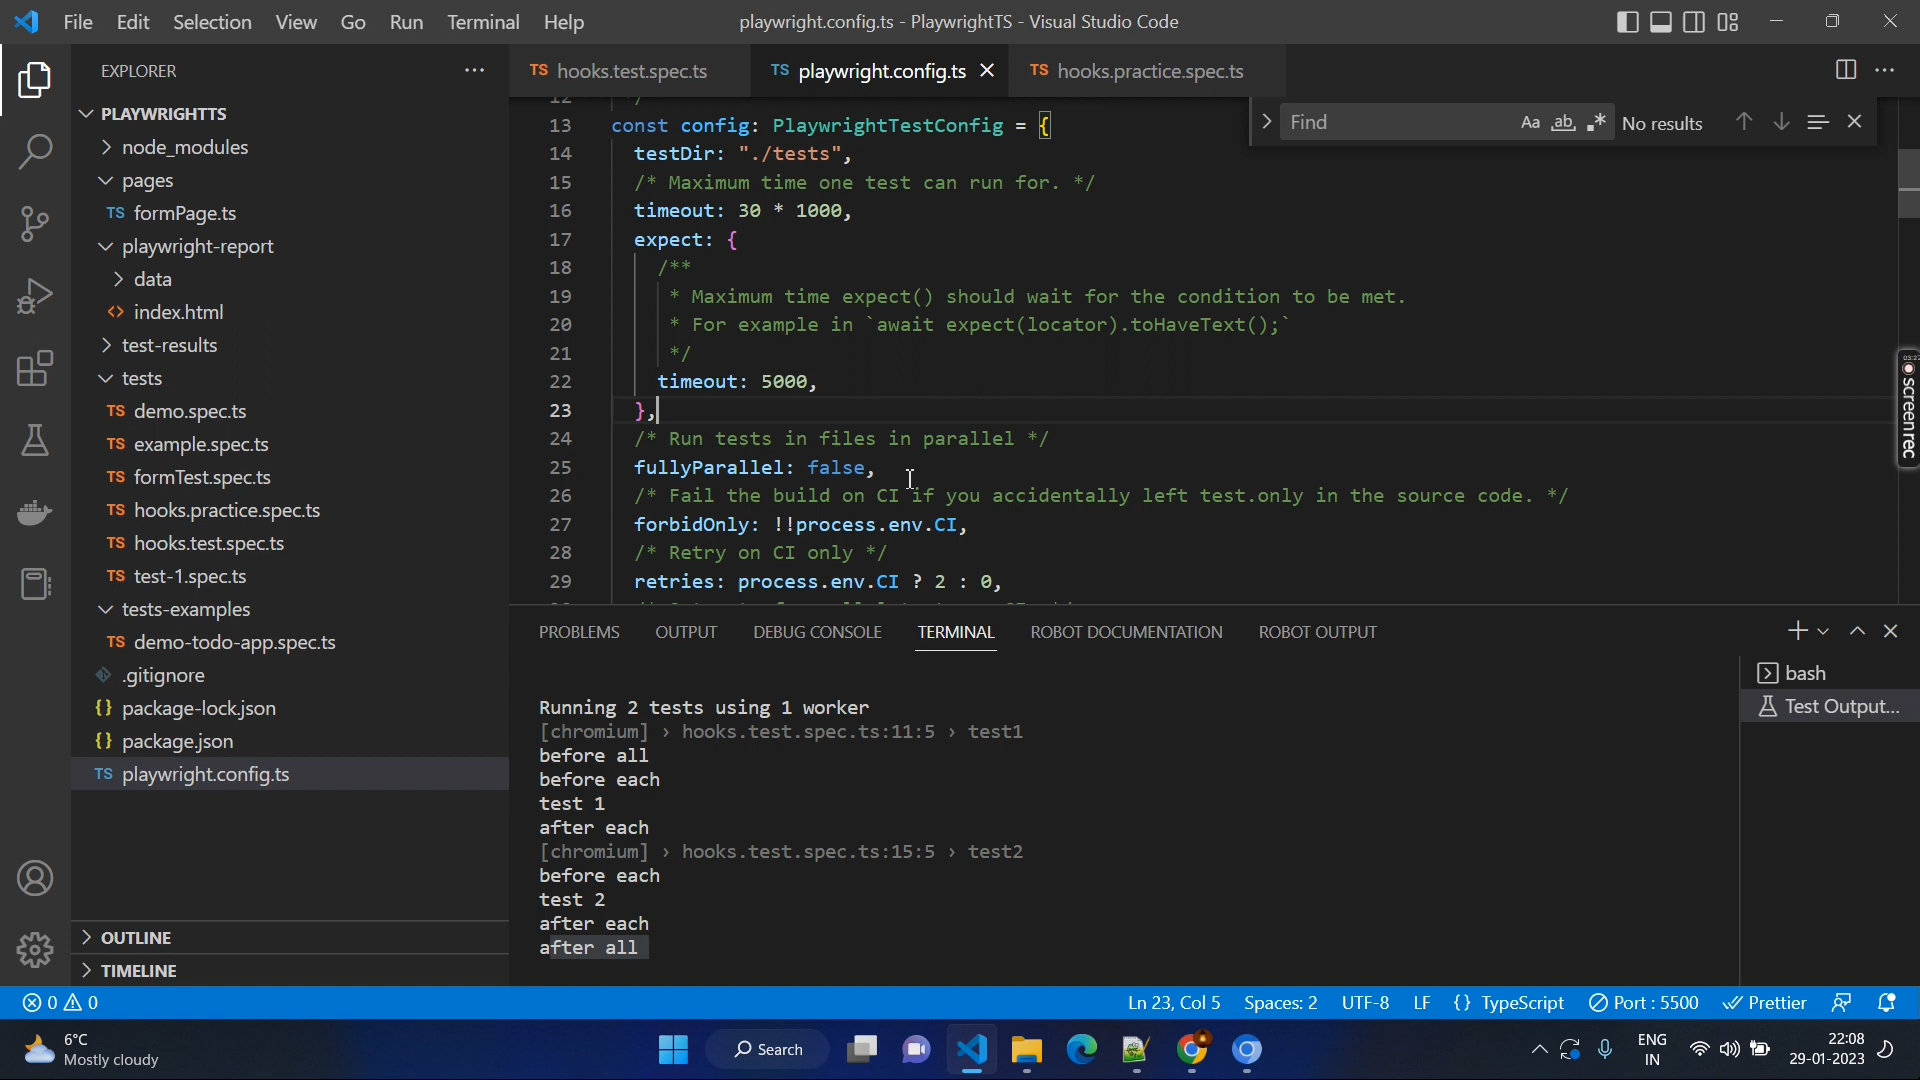 File Edit Selection View Go Run Terminal Help playwright.config.ts - PlaywrightTS - Visual Studio Code
EXPLORER
TS hooks.test.spec.ts TS playwright.config.ts TS hooks.practice.spec.ts
PLAYWRIGHTTS
node_modules
pages
TS formPage.ts
playwright-report
data
index.html
test-results
tests
TS demo.spec.ts
TS example.spec.ts
TS formTest.spec.ts
TS hooks.practice.spec.ts
TS hooks.test.spec.ts
TS test-1.spec.ts
tests-examples
TS demo-todo-app.spec.ts
.gitignore
{} package-lock.json
{} package.json
TS playwright.config.ts
OUTLINE
TIMELINE
Find Aa ab .* No results
12 */
13 const config: PlaywrightTestConfig = {
14 testDir: "./tests",
15 /* Maximum time one test can run for. */
16 timeout: 30 * 1000,
17 expect: {
18 /**
19 * Maximum time expect() should wait for the condition to be met.
20 * For example in `await expect(locator).toHaveText();`
21 */
22 timeout: 5000,
23 },
24 /* Run tests in files in parallel */
25 fullyParallel: false,
26 /* Fail the build on CI if you accidentally left test.only in the source code. */
27 forbidOnly: !!process.env.CI,
28 /* Retry on CI only */
29 retries: process.env.CI ? 2 : 0,
PROBLEMS OUTPUT DEBUG CONSOLE TERMINAL ROBOT DOCUMENTATION ROBOT OUTPUT
bash
Test Output...
Running 2 tests using 1 worker
[chromium] › hooks.test.spec.ts:11:5 › test1
before all
before each
test 1
after each
[chromium] › hooks.test.spec.ts:15:5 › test2
before each
test 2
after each
after all
screenrec
0 0 Ln 23, Col 5 Spaces: 2 UTF-8 LF {} TypeScript Port : 5500 Prettier
6°C
Mostly cloudy
Search
ENG
IN
22:08
29-01-2023